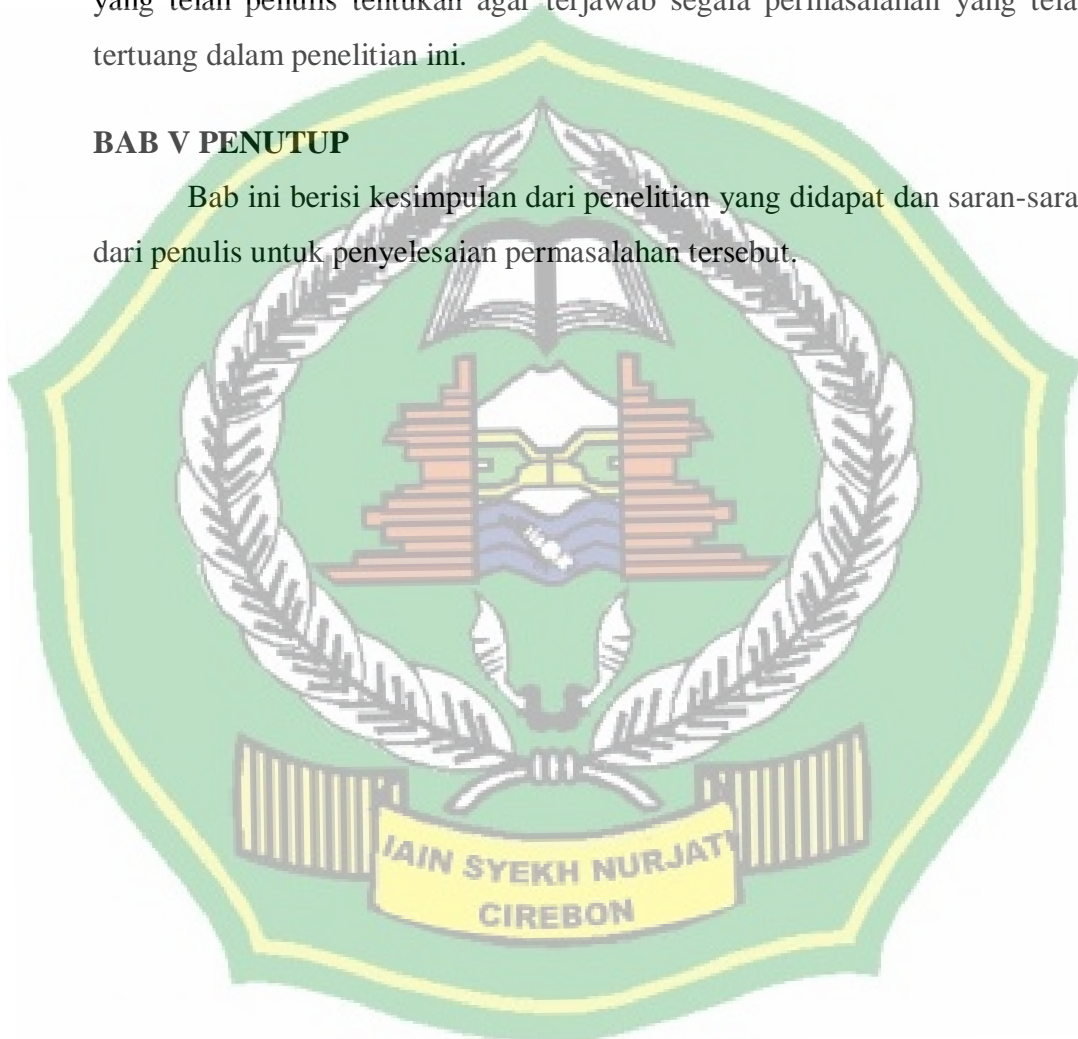 yang telah penulis tentukan agar terjawab segala permasalahan yang tela
tertuang dalam penelitian ini.
BAB V PENUTUP
Bab ini berisi kesimpulan dari penelitian yang didapat dan saran-sara
dari penulis untuk penyelesaian permasalahan tersebut.
IAIN SYEKH NURJATI
CIREBON